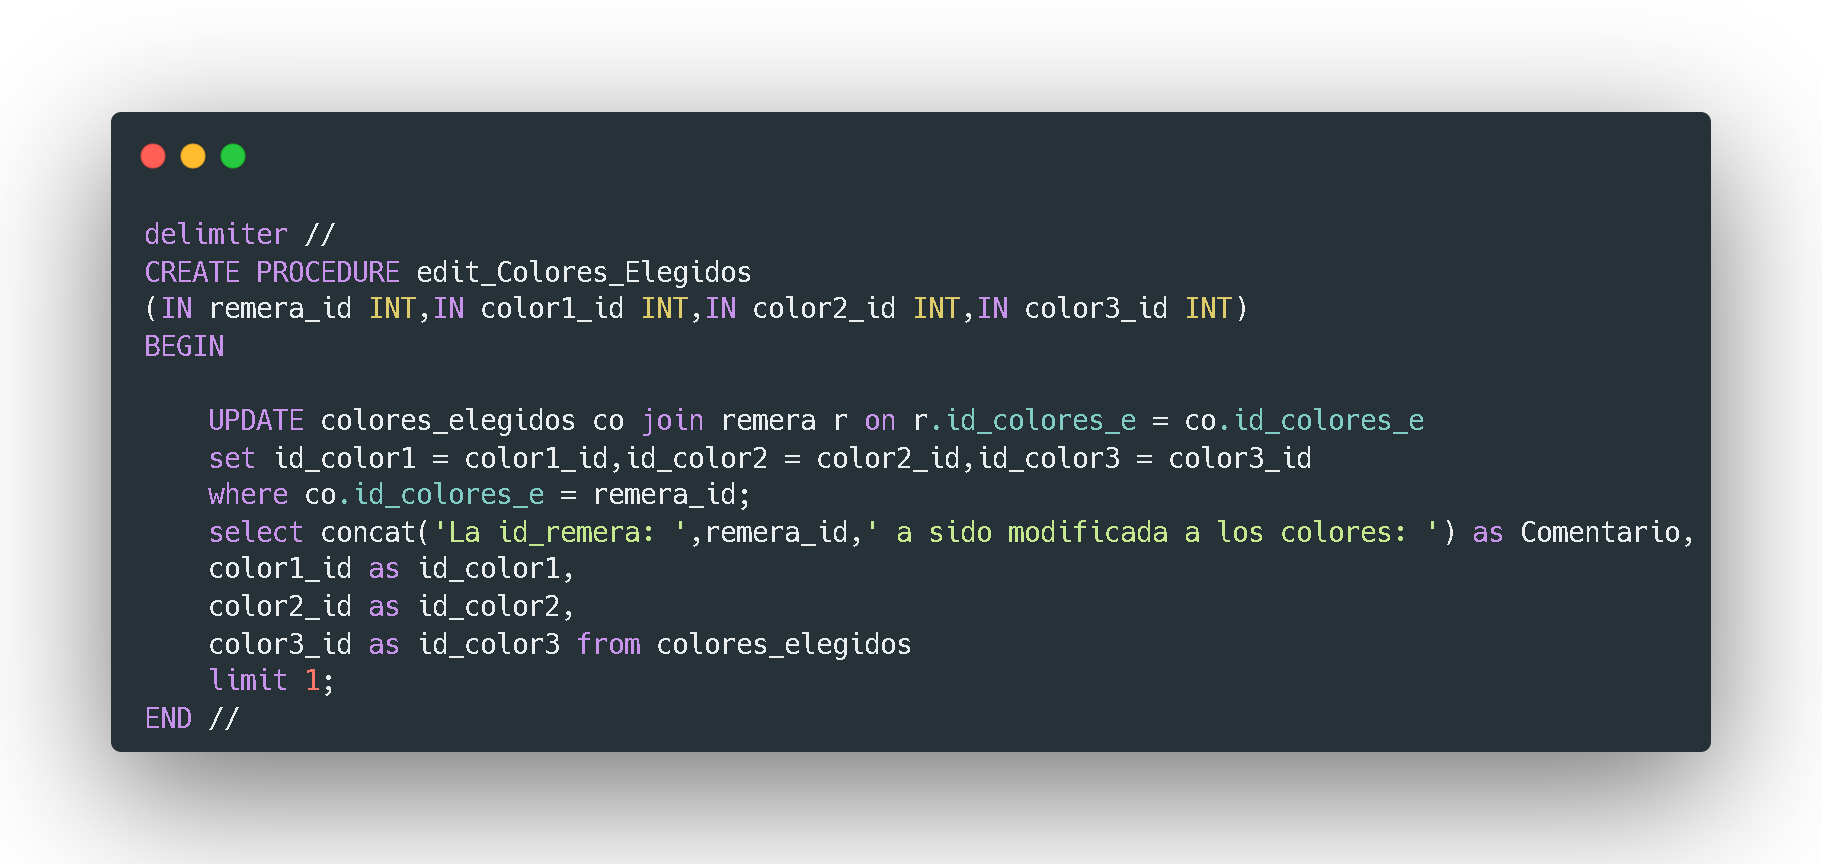 delimiter //
CREATE PROCEDURE edit_Colores_Elegidos
(IN remera_id INT,IN color1_id INT,IN color2_id INT,IN color3_id INT)
BEGIN
UPDATE colores_elegidos co join remera r on r.id_colores_e = co.id_colores_e
set id_color1 = color1_id,id_color2 = color2_id,id_color3 = color3_id
where co.id_colores_e = remera_id;
select concat('La id_remera: ',remera_id,' a sido modificada a los colores: ') as Comentario,
color1_id as id_color1,
color2_id as id_color2,
color3_id as id_color3 from colores_elegidos
limit 1;
END //